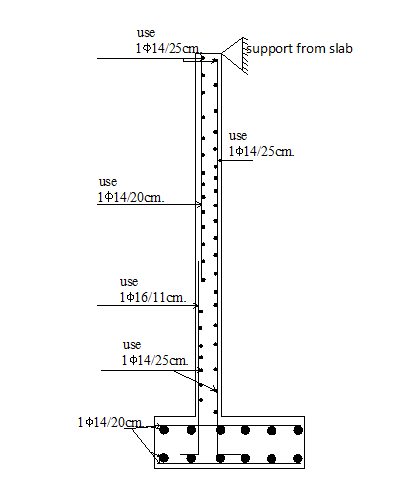 use
1Φ14/25cm.
support from slab
use
1Φ14/25cm.
use
1Φ14/20cm.
use
1Φ16/11cm.
use
1Φ14/25cm.
1Φ14/20cm.